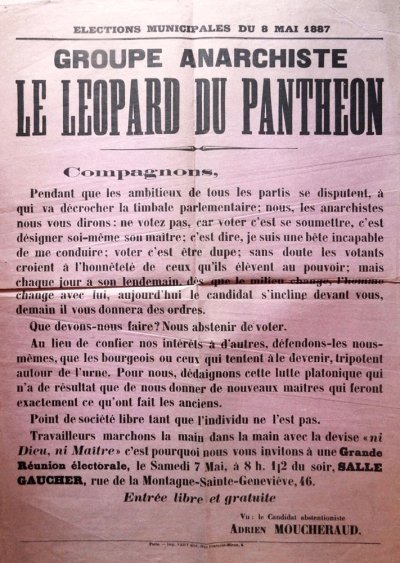 ELECTIONS MUNICIPALES DU 8 MAI 1887
GROUPE ANARCHISTE
LE LEOPARD DU PANTHEON
Compagnons,
Pendant que les ambitieux de tous les partis se disputent, à
qui va décrocher la timbale parlementaire; nous, les anarchistes
nous vous dirons: ne votez pas, car voter c'est se soumettre, c'est
désigner soi-même son maître; c'est dire, je suis une bête incapable
de me conduire; voter c'est être dupe; sans doute les votants
croient à l'honnêteté de ceux qu'ils élèvent au pouvoir; mais
chaque jour a son lendemain, dès que le milieu change, l'homme
change avec lui, aujourd'hui le candidat s'incline devant vous,
demain il vous donnera des ordres.
Que devons-nous faire? Nous abstenir de voter.
Au lieu de confier nos intérêts à d'autres, défendons-les nous-
mêmes, que les bourgeois ou ceux qui tentent à le devenir, tripotent
autour de l'urne. Pour nous, dédaignons cette lutte platonique qui
n'a de résultat que de nous donner de nouveaux maîtres qui feront
exactement ce qu'ont fait les anciens.
Point de société libre tant que l'individu ne l'est pas.
Travailleurs marchons la main dans la main avec la devise «ni
Dieu, ni Maître» c'est pourquoi nous vous invitons à une Grande
Réunion électorale, le Samedi 7 Mai, à 8 h. 1/2 du soir, SALLE
GAUCHER, rue de la Montagne-Sainte-Geneviève, 46.
Entrée libre et gratuite
Vu: le Candidat abstentioniste
ADRIEN MOUCHERAUD.
Paris — Imp.